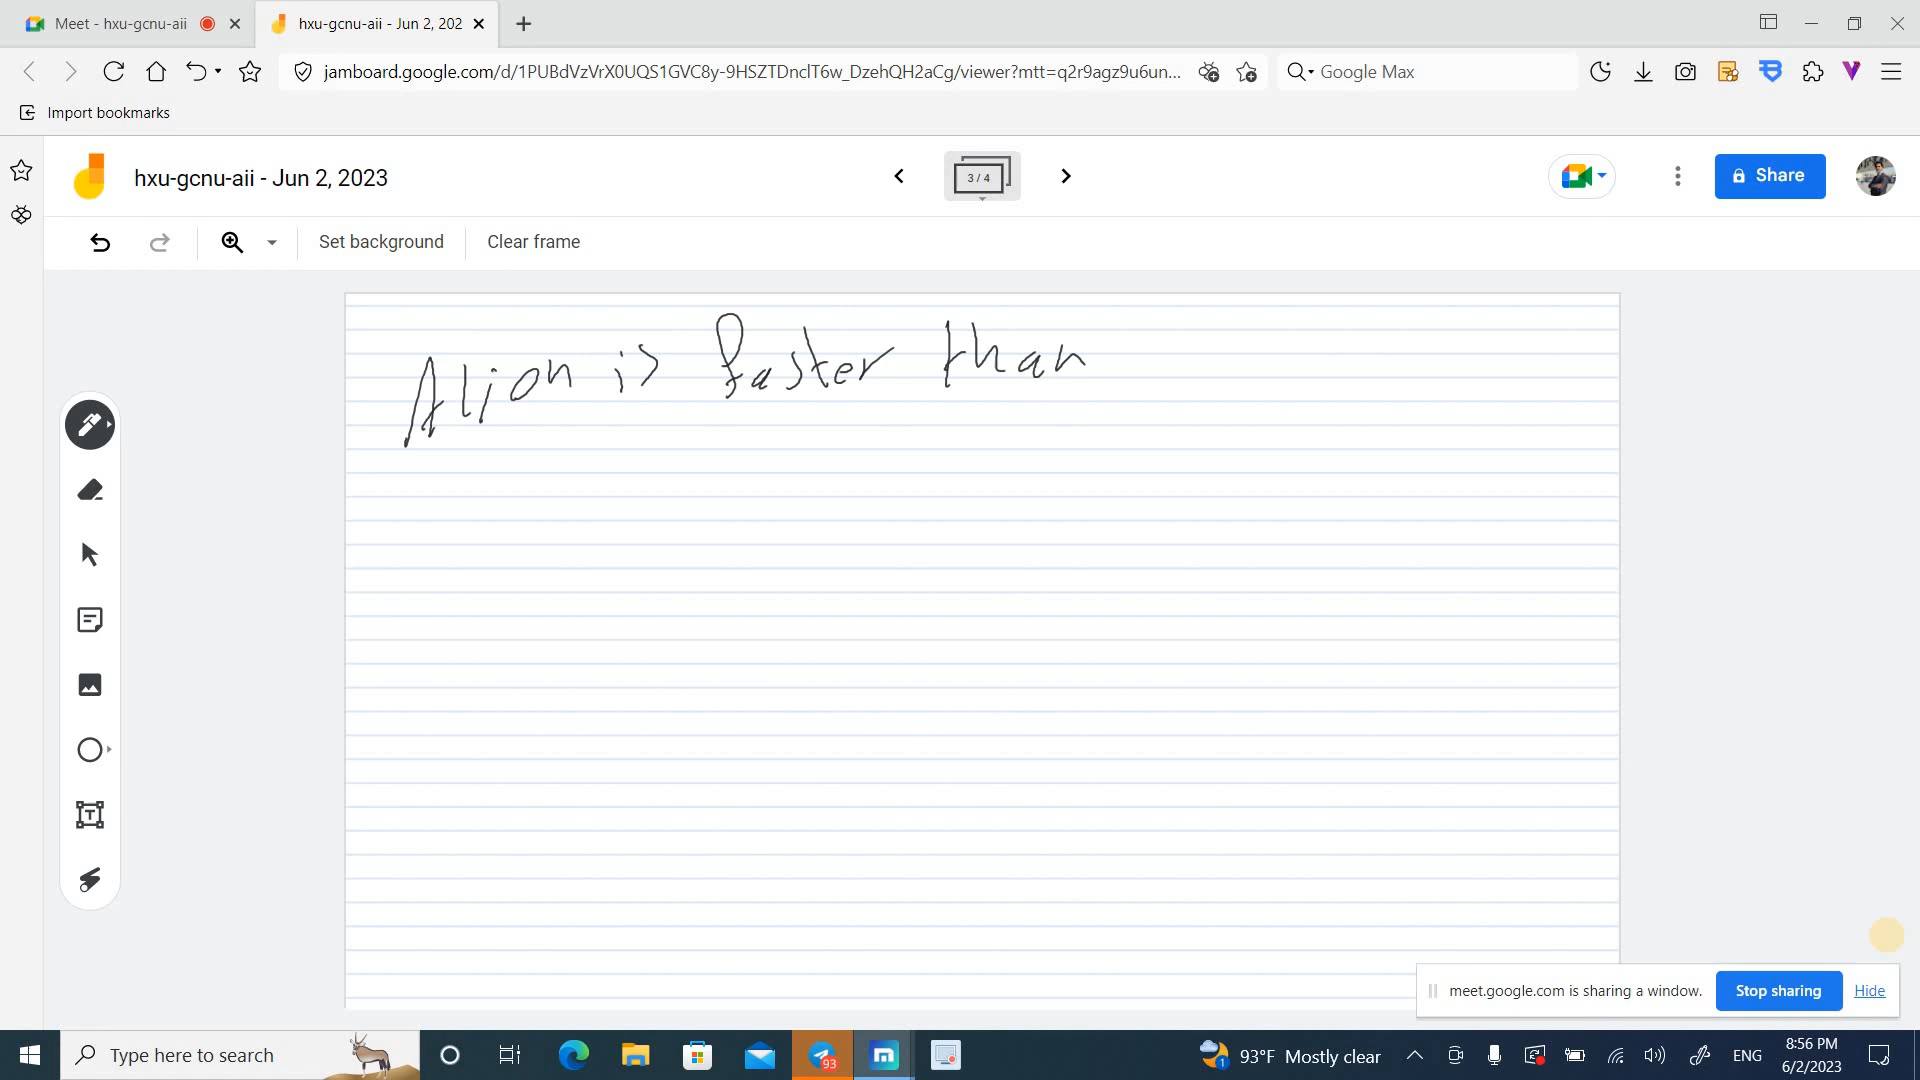 Meet - hxu-gcnu-aii
hxu-gcnu-aii - Jun 2, 202
jamboard.google.com/d/1PUBdVzVrX0UQS1GVC8y-9HSZTDnclT6w_DzehQH2aCg/viewer?mtt=q2r9agz9u6un...
Google Max
Import bookmarks
hxu-gcnu-aii - Jun 2, 2023
3 / 4
Share
Set background
Clear frame
A lion is faster than
meet.google.com is sharing a window.
Stop sharing
Hide
Type here to search
93
1
93°F Mostly clear
ENG
8:56 PM
6/2/2023